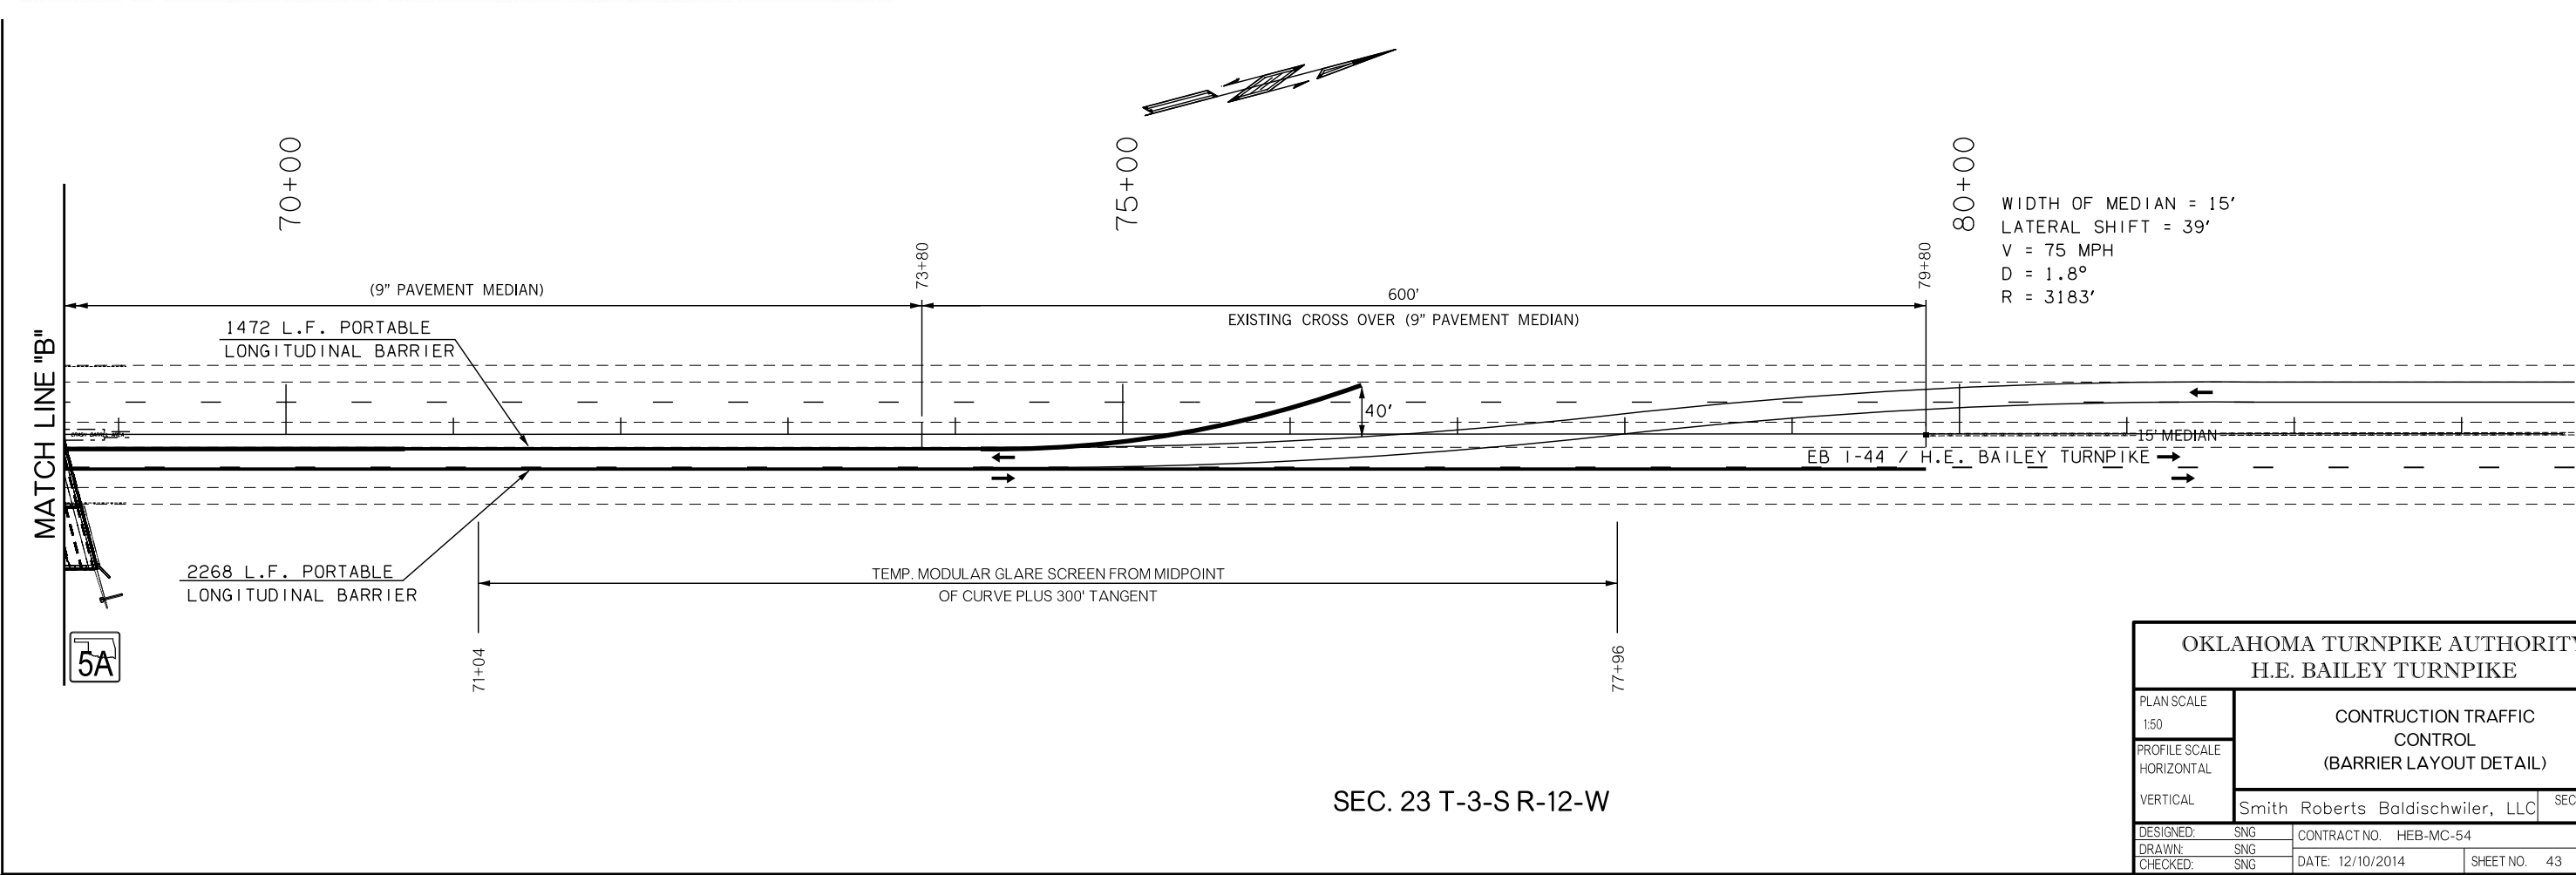 70+00
75+00
80+00
WIDTH OF MEDIAN = 15'
LATERAL SHIFT = 39'
V = 75 MPH
D = 1.8°
R = 3183'
73+80
79+80
(9" PAVEMENT MEDIAN)
600'
EXISTING CROSS OVER (9" PAVEMENT MEDIAN)
1472 L.F. PORTABLE
LONGITUDINAL BARRIER
MATCH LINE "B"
40'
15' MEDIAN
EB I-44 / H.E. BAILEY TURNPIKE
2268 L.F. PORTABLE
LONGITUDINAL BARRIER
TEMP. MODULAR GLARE SCREEN FROM MIDPOINT
OF CURVE PLUS 300' TANGENT
5A
71+04
77+96
SEC. 23 T-3-S R-12-W
OKLAHOMA TURNPIKE AUTHORITY
H.E. BAILEY TURNPIKE
PLAN SCALE
1:50
CONTRUCTION TRAFFIC
CONTROL
(BARRIER LAYOUT DETAIL)
PROFILE SCALE
HORIZONTAL
VERTICAL
Smith Roberts Baldischwiler, LLC
SEC
DESIGNED: SNG
DRAWN: SNG
CHECKED: SNG
CONTRACT NO. HEB-MC-54
DATE: 12/10/2014
SHEET NO. 43